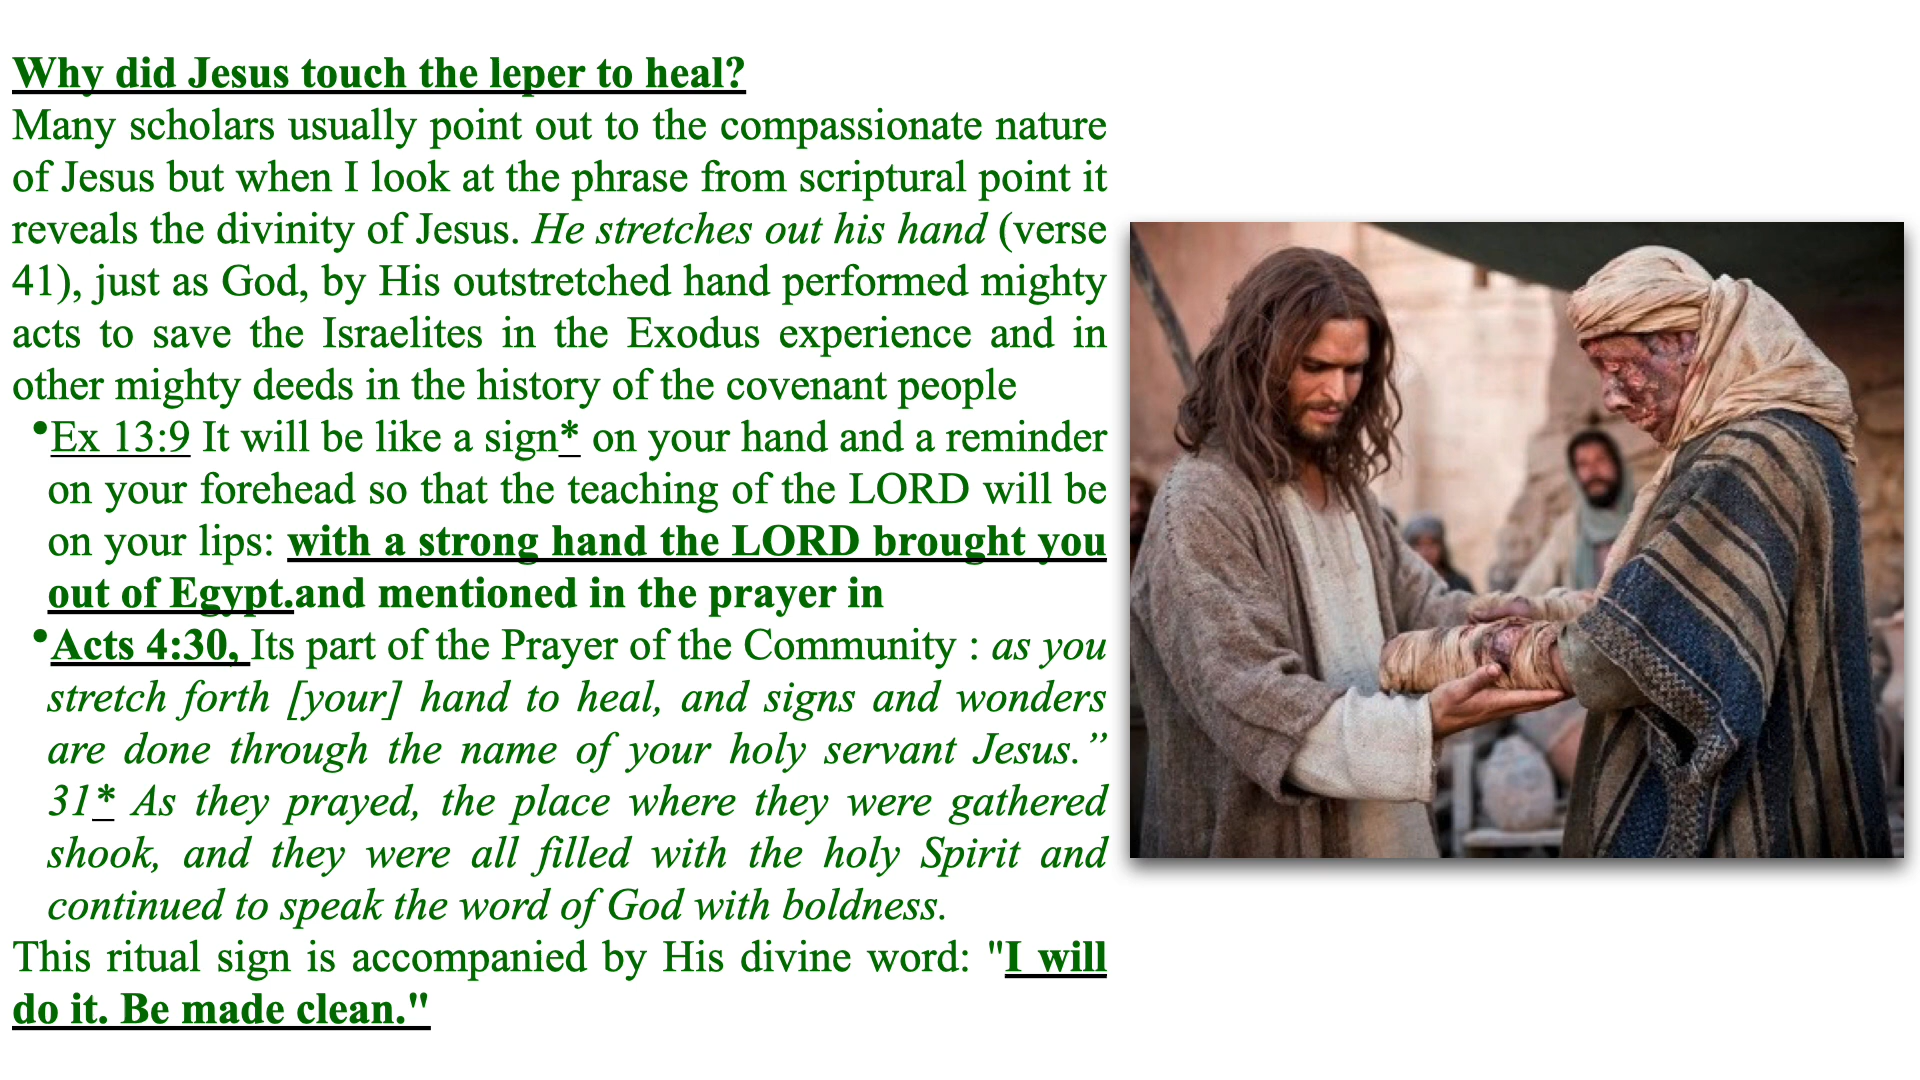 Why did Jesus touch the leper to heal?
Many scholars usually point out to the compassionate nature
of Jesus but when I look at the phrase from scriptural point it
reveals the divinity of Jesus. He stretches out his hand (verse
41), just as God, by His outstretched hand performed mighty
acts to save the Israelites in the Exodus experience and in
other mighty deeds in the history of the covenant people
•Ex 13:9 It will be like a sign* on your hand and a reminder
on your forehead so that the teaching of the LORD will be
on your lips: with a strong hand the LORD brought you
out of Egypt.and mentioned in the prayer in
•Acts 4:30, Its part of the Prayer of the Community : as you
stretch forth [your] hand to heal, and signs and wonders
are done through the name of your holy servant Jesus.”
31* As they prayed, the place where they were gathered
shook, and they were all filled with the holy Spirit and
continued to speak the word of God with boldness.
This ritual sign is accompanied by His divine word: "I will
do it. Be made clean."